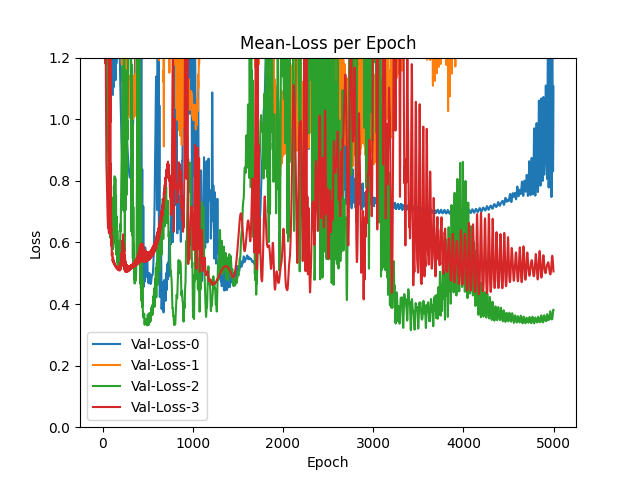 Mean-Loss per Epoch
1.2
1.0
0.8
0.6
0.4
0.2
0.0
Loss
Val-Loss-0
Val-Loss-1
Val-Loss-2
Val-Loss-3
0 1000 2000 3000 4000 5000
Epoch